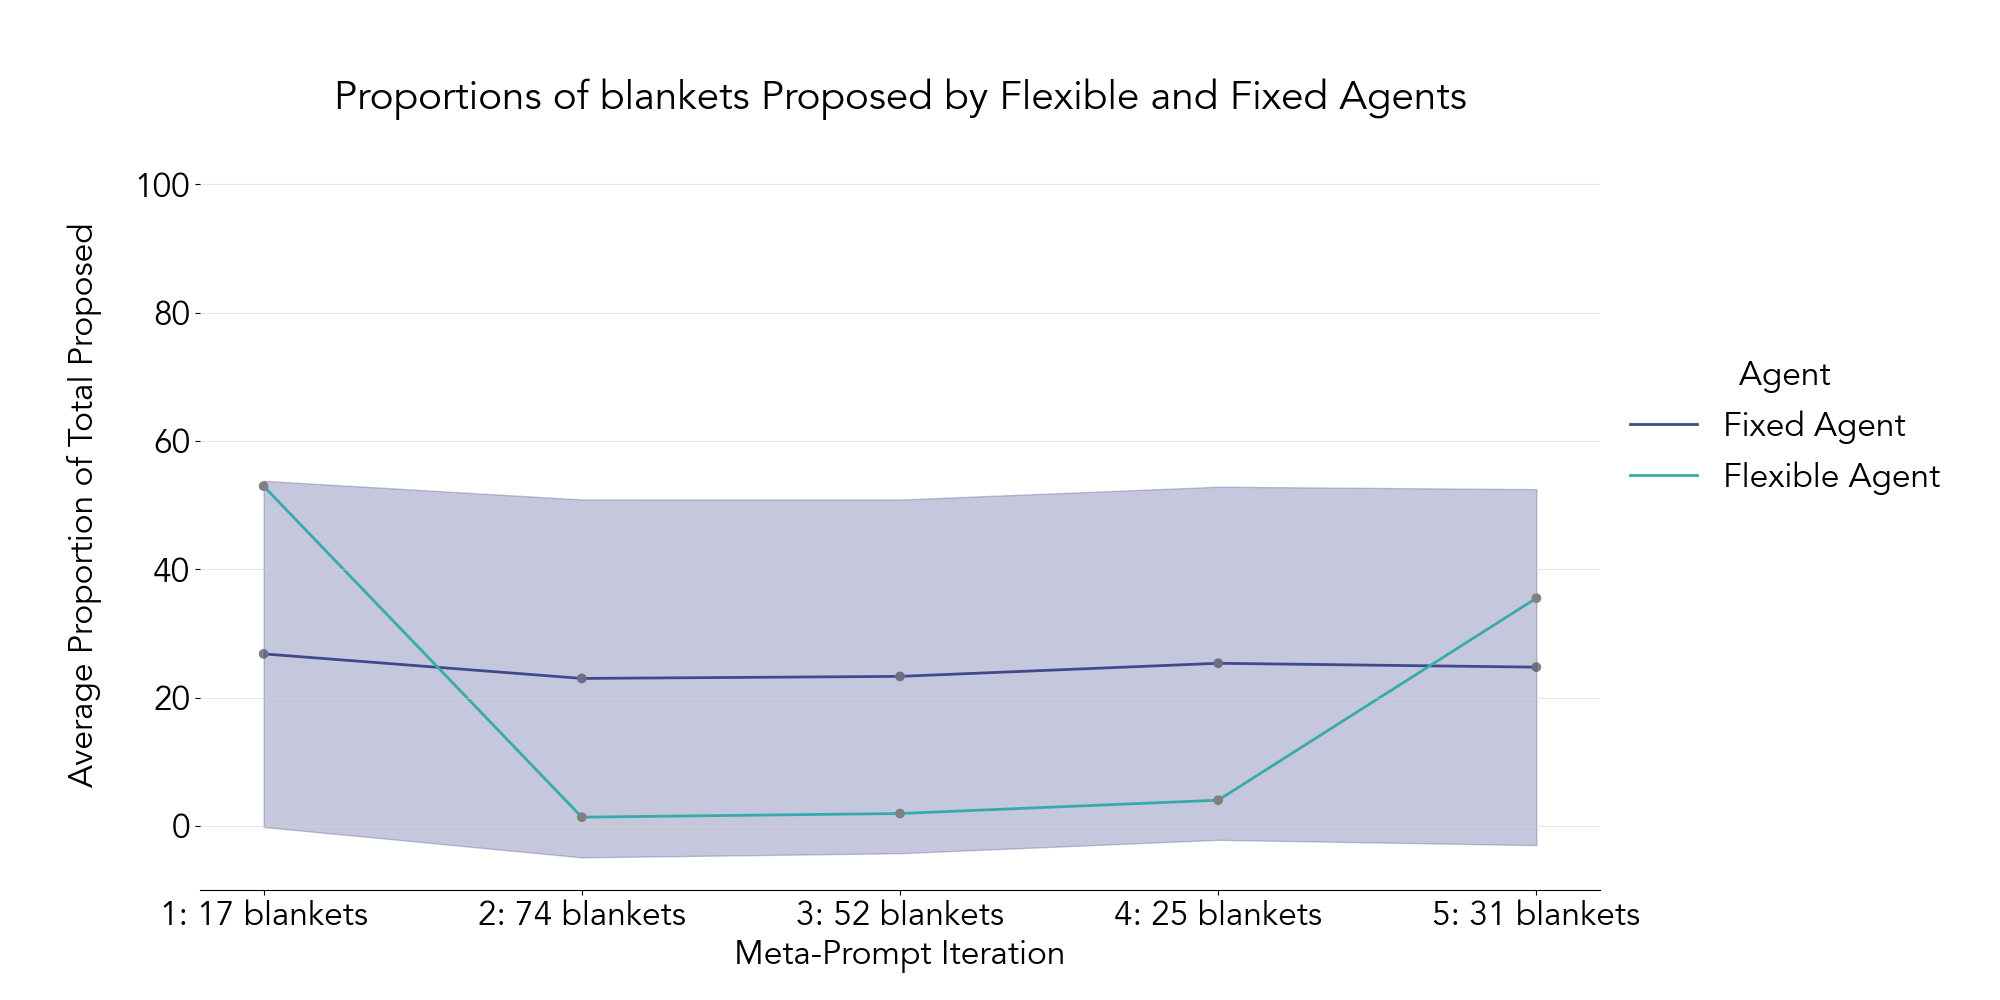 Proportions of blankets Proposed by Flexible and Fixed Agents
Average Proportion of Total Proposed
100
80
60
40
20
0
1: 17 blankets
2: 74 blankets
3: 52 blankets
4: 25 blankets
5: 31 blankets
Meta-Prompt Iteration
Agent
Fixed Agent
Flexible Agent